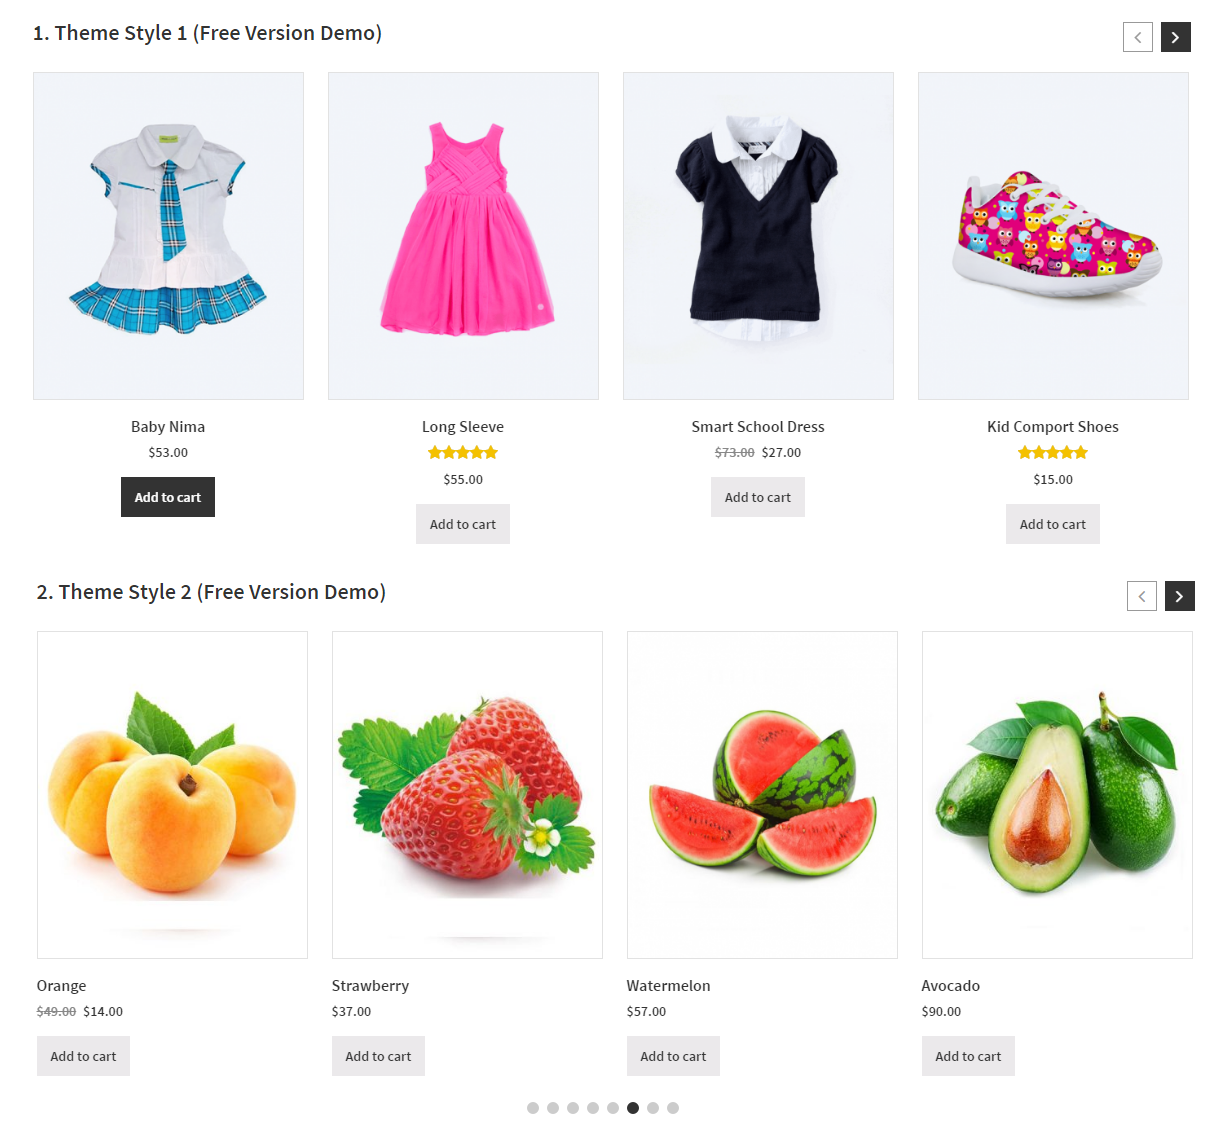 1. Theme Style 1 (Free Version Demo)
Baby Nima
$53.00
Add to cart
Long Sleeve
$55.00
Add to cart
Smart School Dress
$73.00 $27.00
Add to cart
Kid Comport Shoes
$15.00
Add to cart
2. Theme Style 2 (Free Version Demo)
Orange
$49.00 $14.00
Add to cart
Strawberry
$37.00
Add to cart
Watermelon
$57.00
Add to cart
Avocado
$90.00
Add to cart